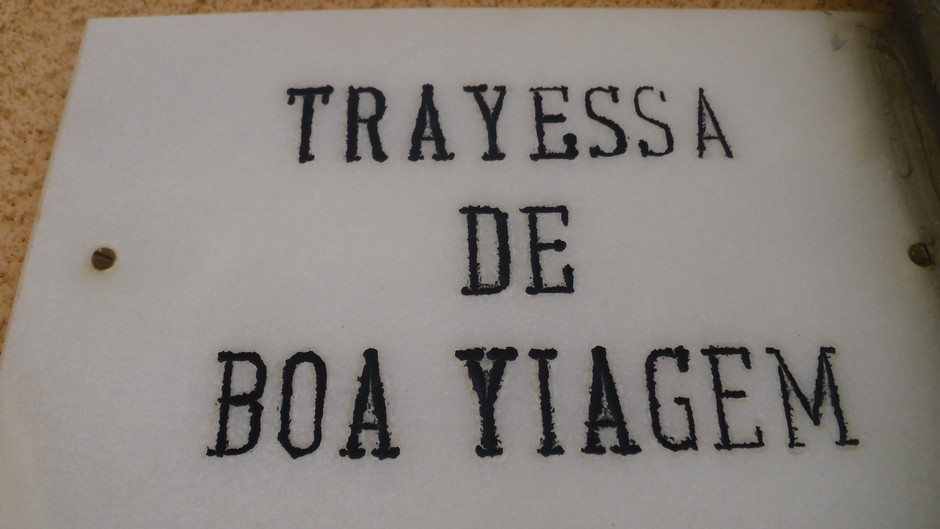 TRAYESSA
DE
BOA YIAGEM